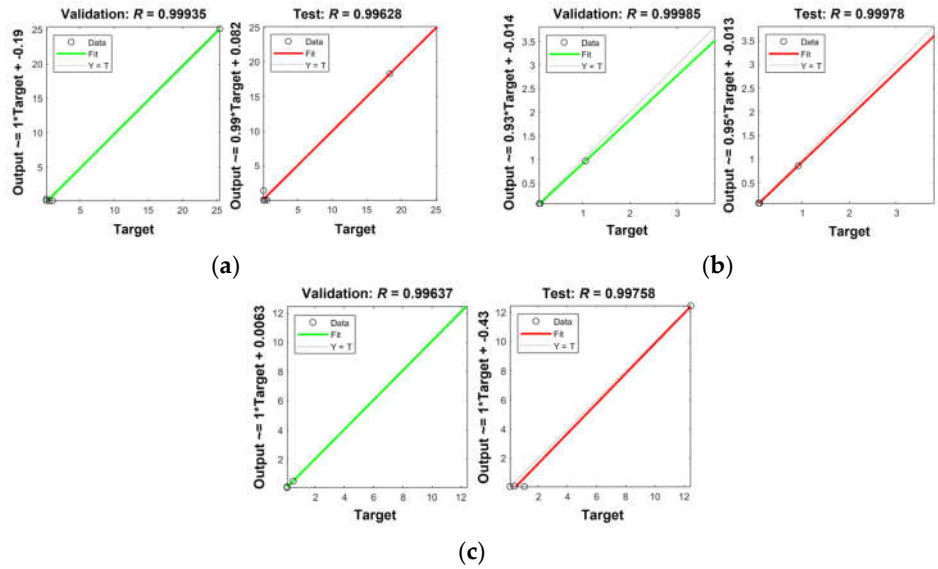 Validation: R = 0.99935
Output ~= 1*Target + -0.19
25
20
15
10
5
Data
Fit
Y = T
5 10 15 20 25
Target
Test: R = 0.99628
Output ~= 0.99*Target + 0.082
25
20
15
10
5
Data
Fit
Y = T
5 10 15 20 25
Target
(a)
Validation: R = 0.99985
Output ~= 0.93*Target + -0.014
3.5
3
2.5
2
1.5
1
0.5
Data
Fit
Y = T
1 2 3
Target
Test: R = 0.99978
Output ~= 0.95*Target + -0.013
3.5
3
2.5
2
1.5
1
0.5
Data
Fit
Y = T
1 2 3
Target
(b)
Validation: R = 0.99637
Output ~= 1*Target + 0.0063
12
10
8
6
4
2
Data
Fit
Y = T
2 4 6 8 10 12
Target
Test: R = 0.99758
Output ~= 1*Target + -0.43
12
10
8
6
4
2
Data
Fit
Y = T
2 4 6 8 10 12
Target
(c)